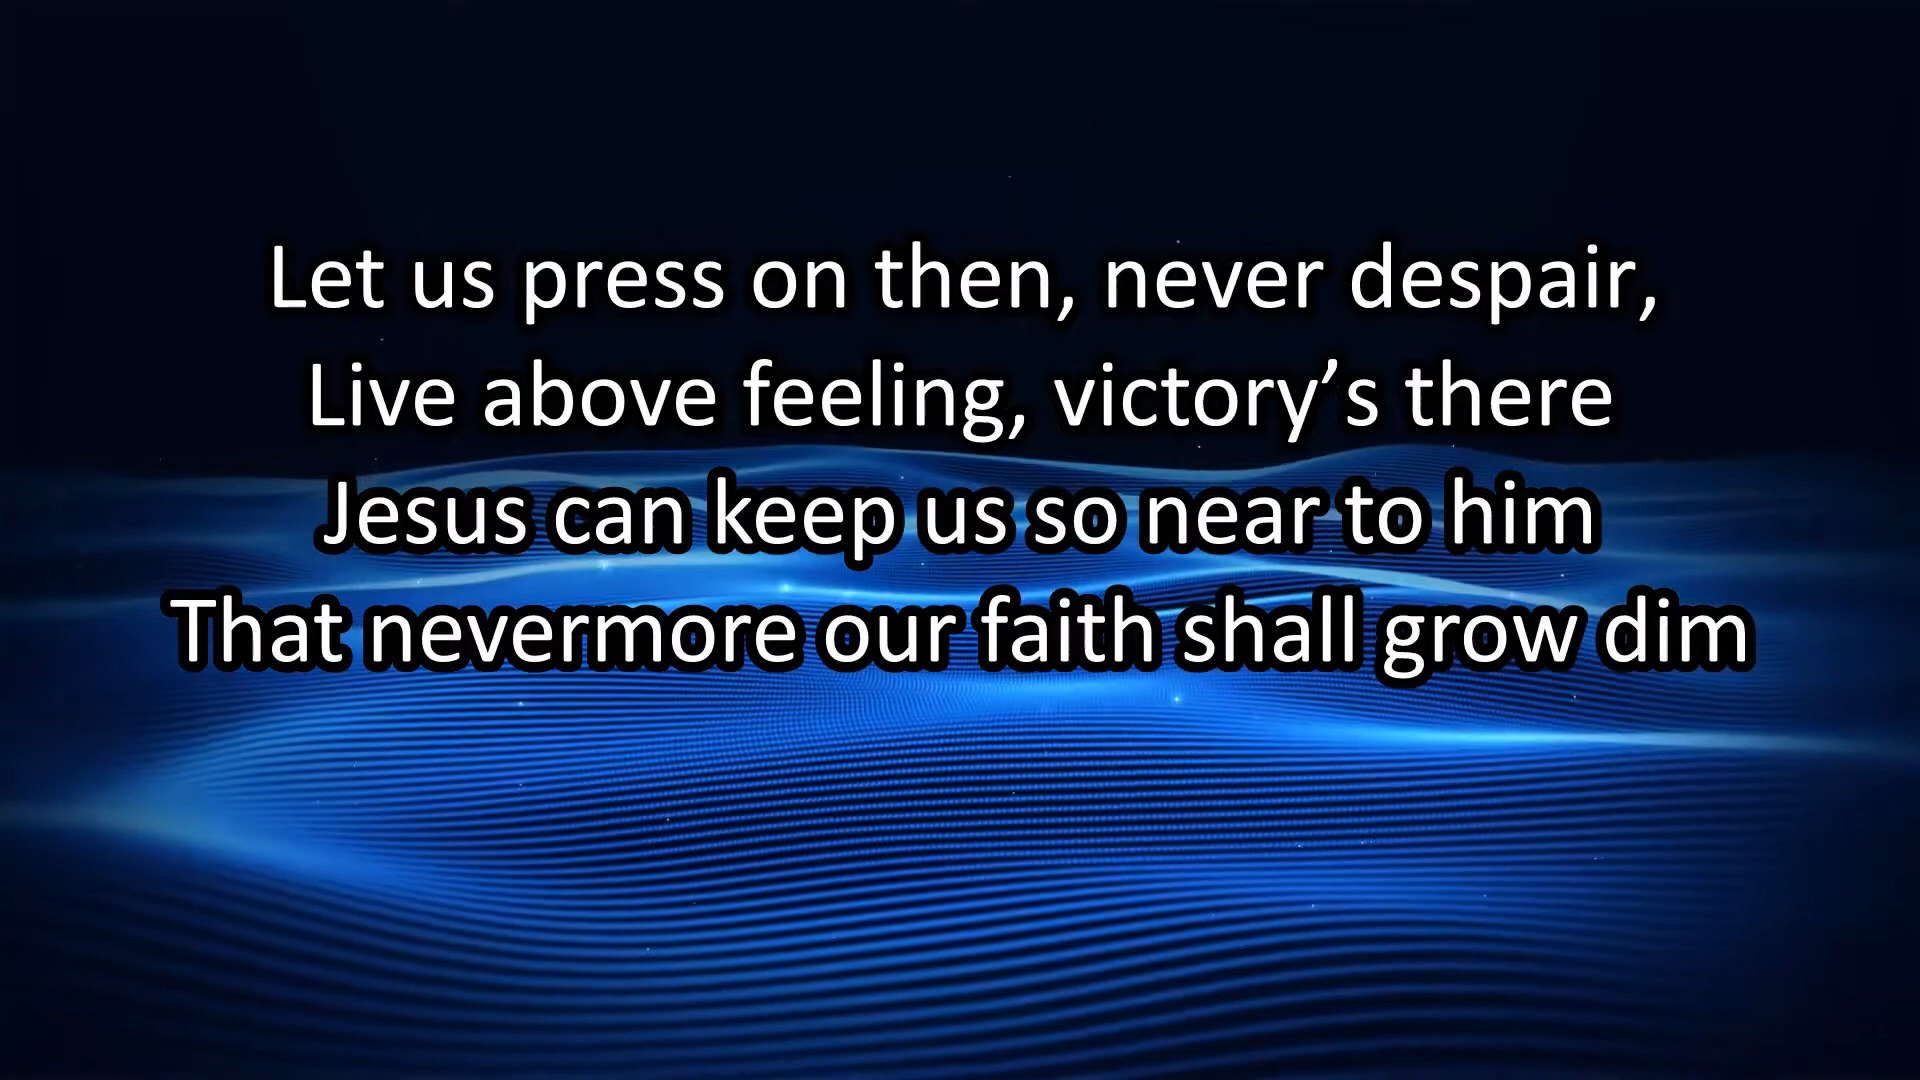 Let us press on then, never despair,
Live above feeling, victory’s there
Jesus can keep us so near to him
That nevermore our faith shall grow dim